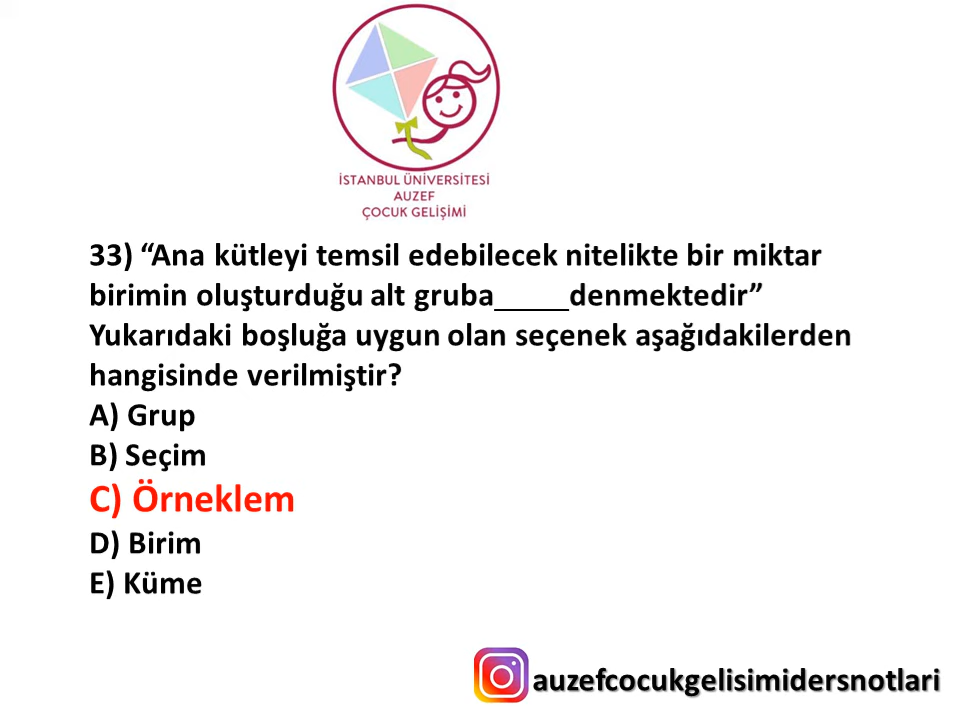 İSTANBUL ÜNİVERSİTESİ
AUZEF
ÇOCUK GELİŞİMİ
33) “Ana kütleyi temsil edebilecek nitelikte bir miktar
birimin oluşturduğu alt gruba_____denmektedir”
Yukarıdaki boşluğa uygun olan seçenek aşağıdakilerden
hangisinde verilmiştir?
A) Grup
B) Seçim
C) Örneklem
D) Birim
E) Küme
auzefcocukgelisimidersnotlari